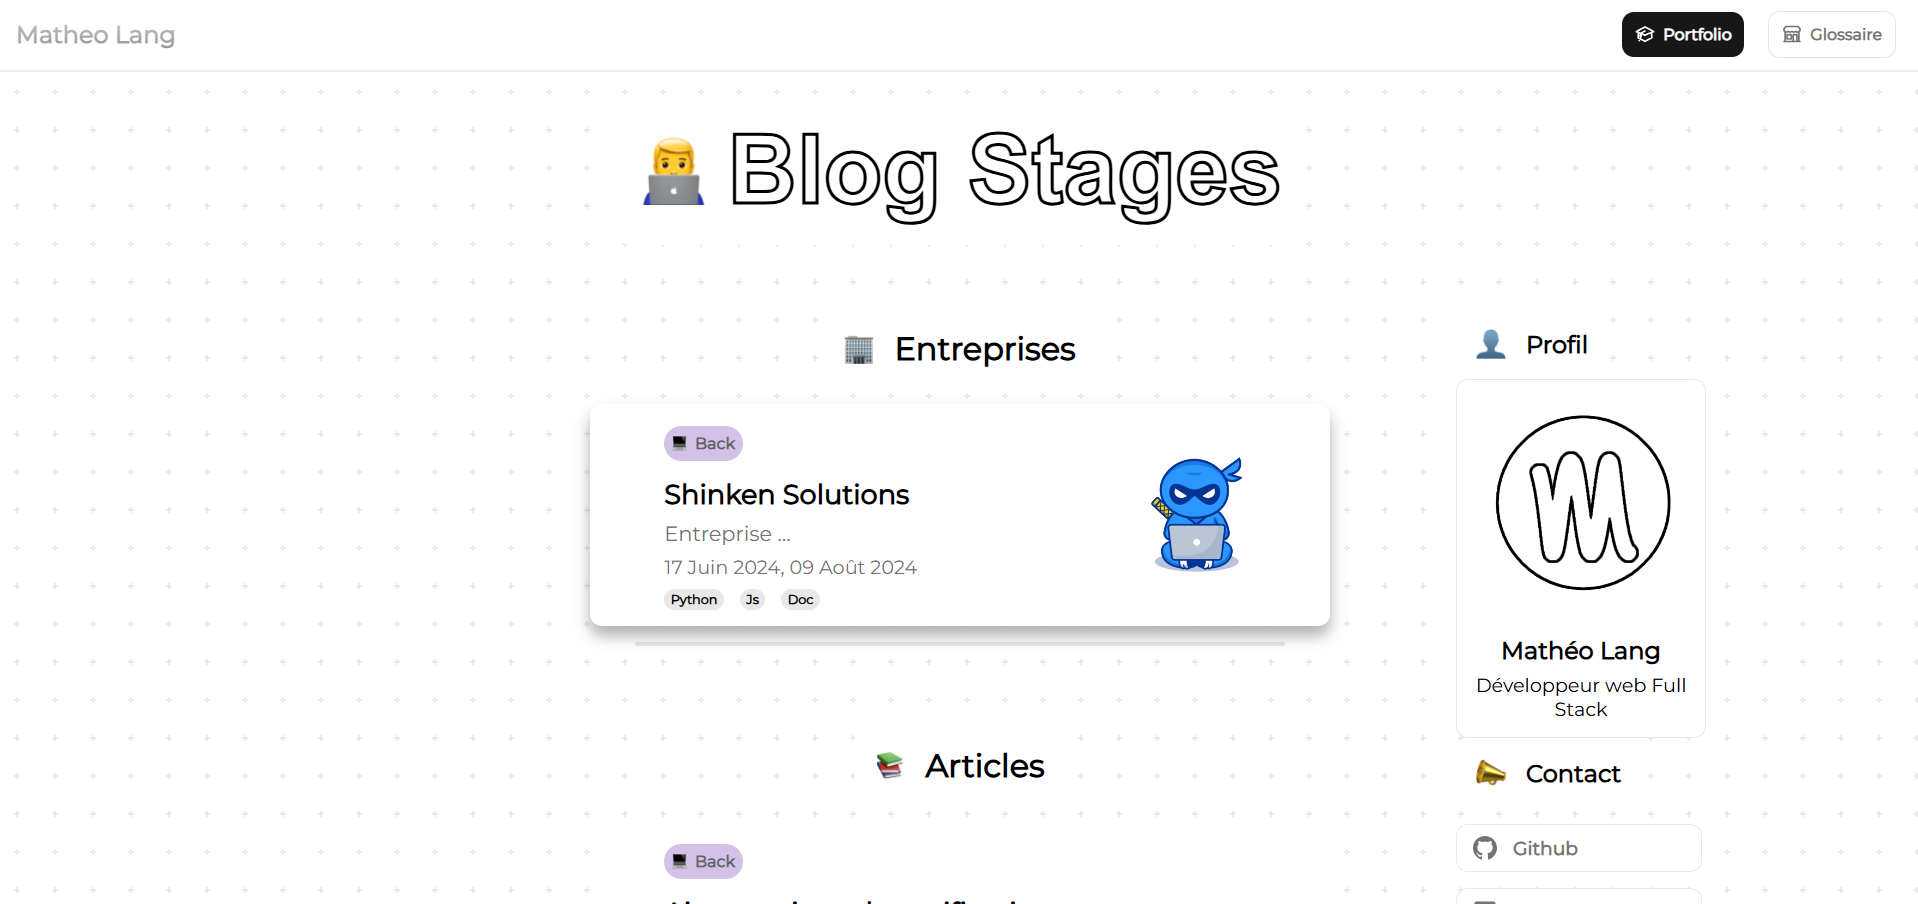 Matheo Lang
Portfolio
Glossaire
Blog Stages
Entreprises
Back
Shinken Solutions
Entreprise ...
17 Juin 2024, 09 Août 2024
Python
Js
Doc
Articles
Back
Profil
M
Mathéo Lang
Développeur web Full
Stack
Contact
Github